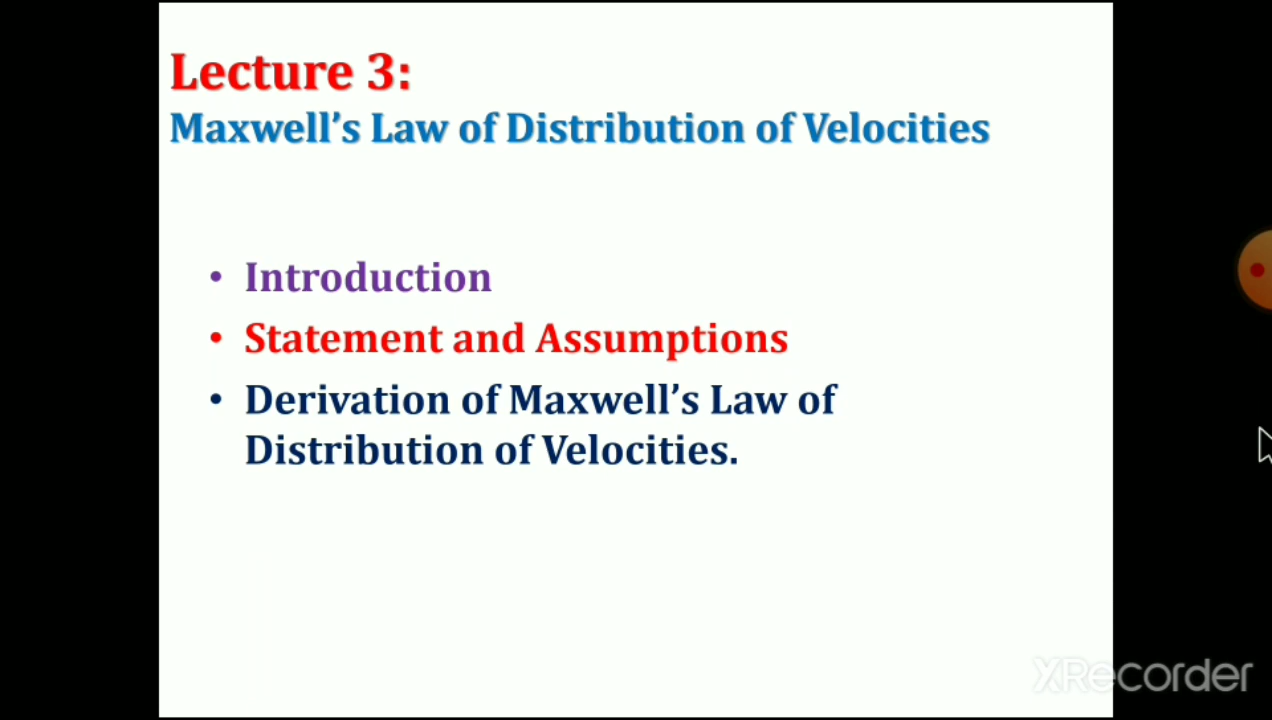 Lecture 3:
Maxwell’s Law of Distribution of Velocities
• Introduction
• Statement and Assumptions
• Derivation of Maxwell’s Law of
Distribution of Velocities.
XRecorder